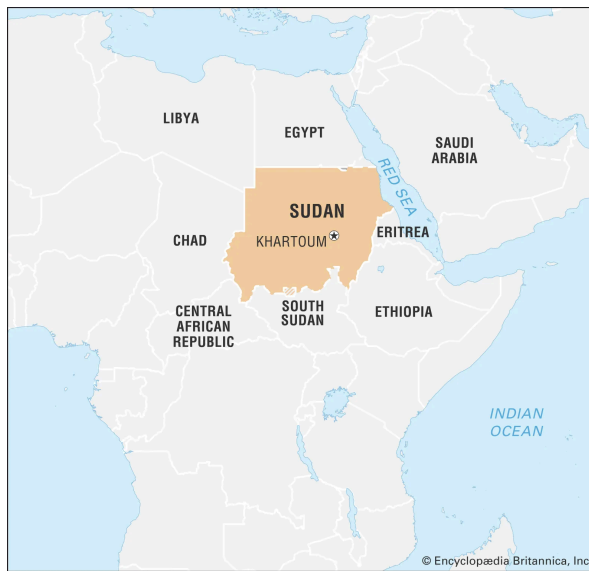 LIBYA
EGYPT
SAUDI
ARABIA
RED SEA
SUDAN
KHARTOUM
ERITREA
CHAD
CENTRAL
AFRICAN
REPUBLIC
SOUTH
SUDAN
ETHIOPIA
INDIAN
OCEAN
© Encyclopædia Britannica, Inc